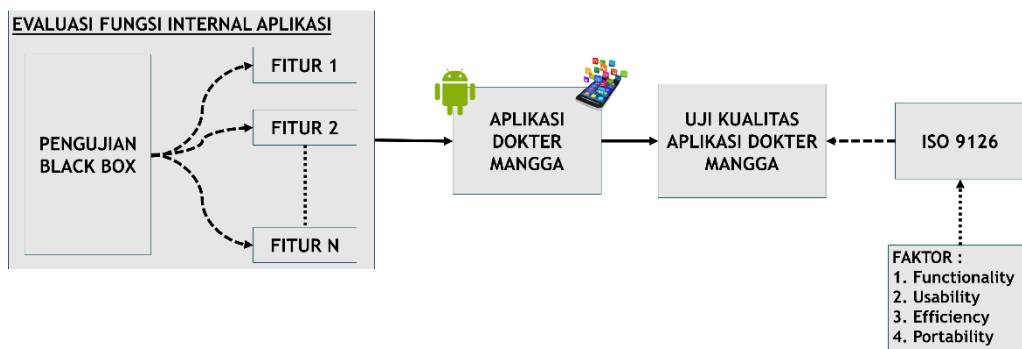 EVALUASI FUNGSI INTERNAL APLIKASI
PENGUJIAN
BLACK BOX
FITUR 1
FITUR 2
FITUR N
APLIKASI
DOKTER
MANGGA
UJI KUALITAS
APLIKASI DOKTER
MANGGA
ISO 9126
FAKTOR :
1. Functionality
2. Usability
3. Efficiency
4. Portability